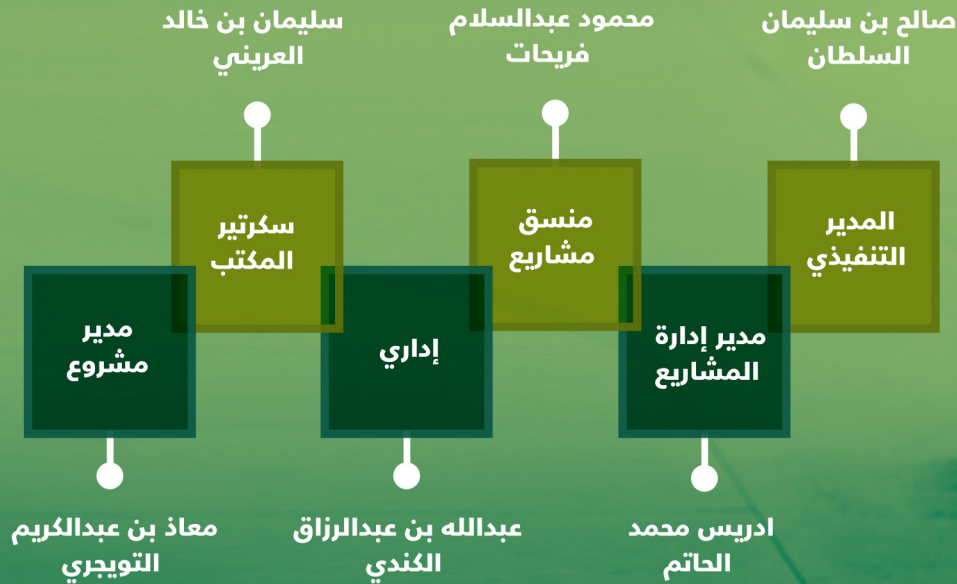 صالح بن سليمان
السلطان
المدير
التنفيذي
مدير إدارة
المشاريع
ادريس محمد
الحاتم
محمود عبدالسلام
فريحات
منسق
مشاريع
إداري
عبدالله بن عبدالرزاق
الكندي
سليمان بن خالد
العريني
سكرتير
المكتب
مدير
مشروع
معاذ بن عبدالكريم
التويجري